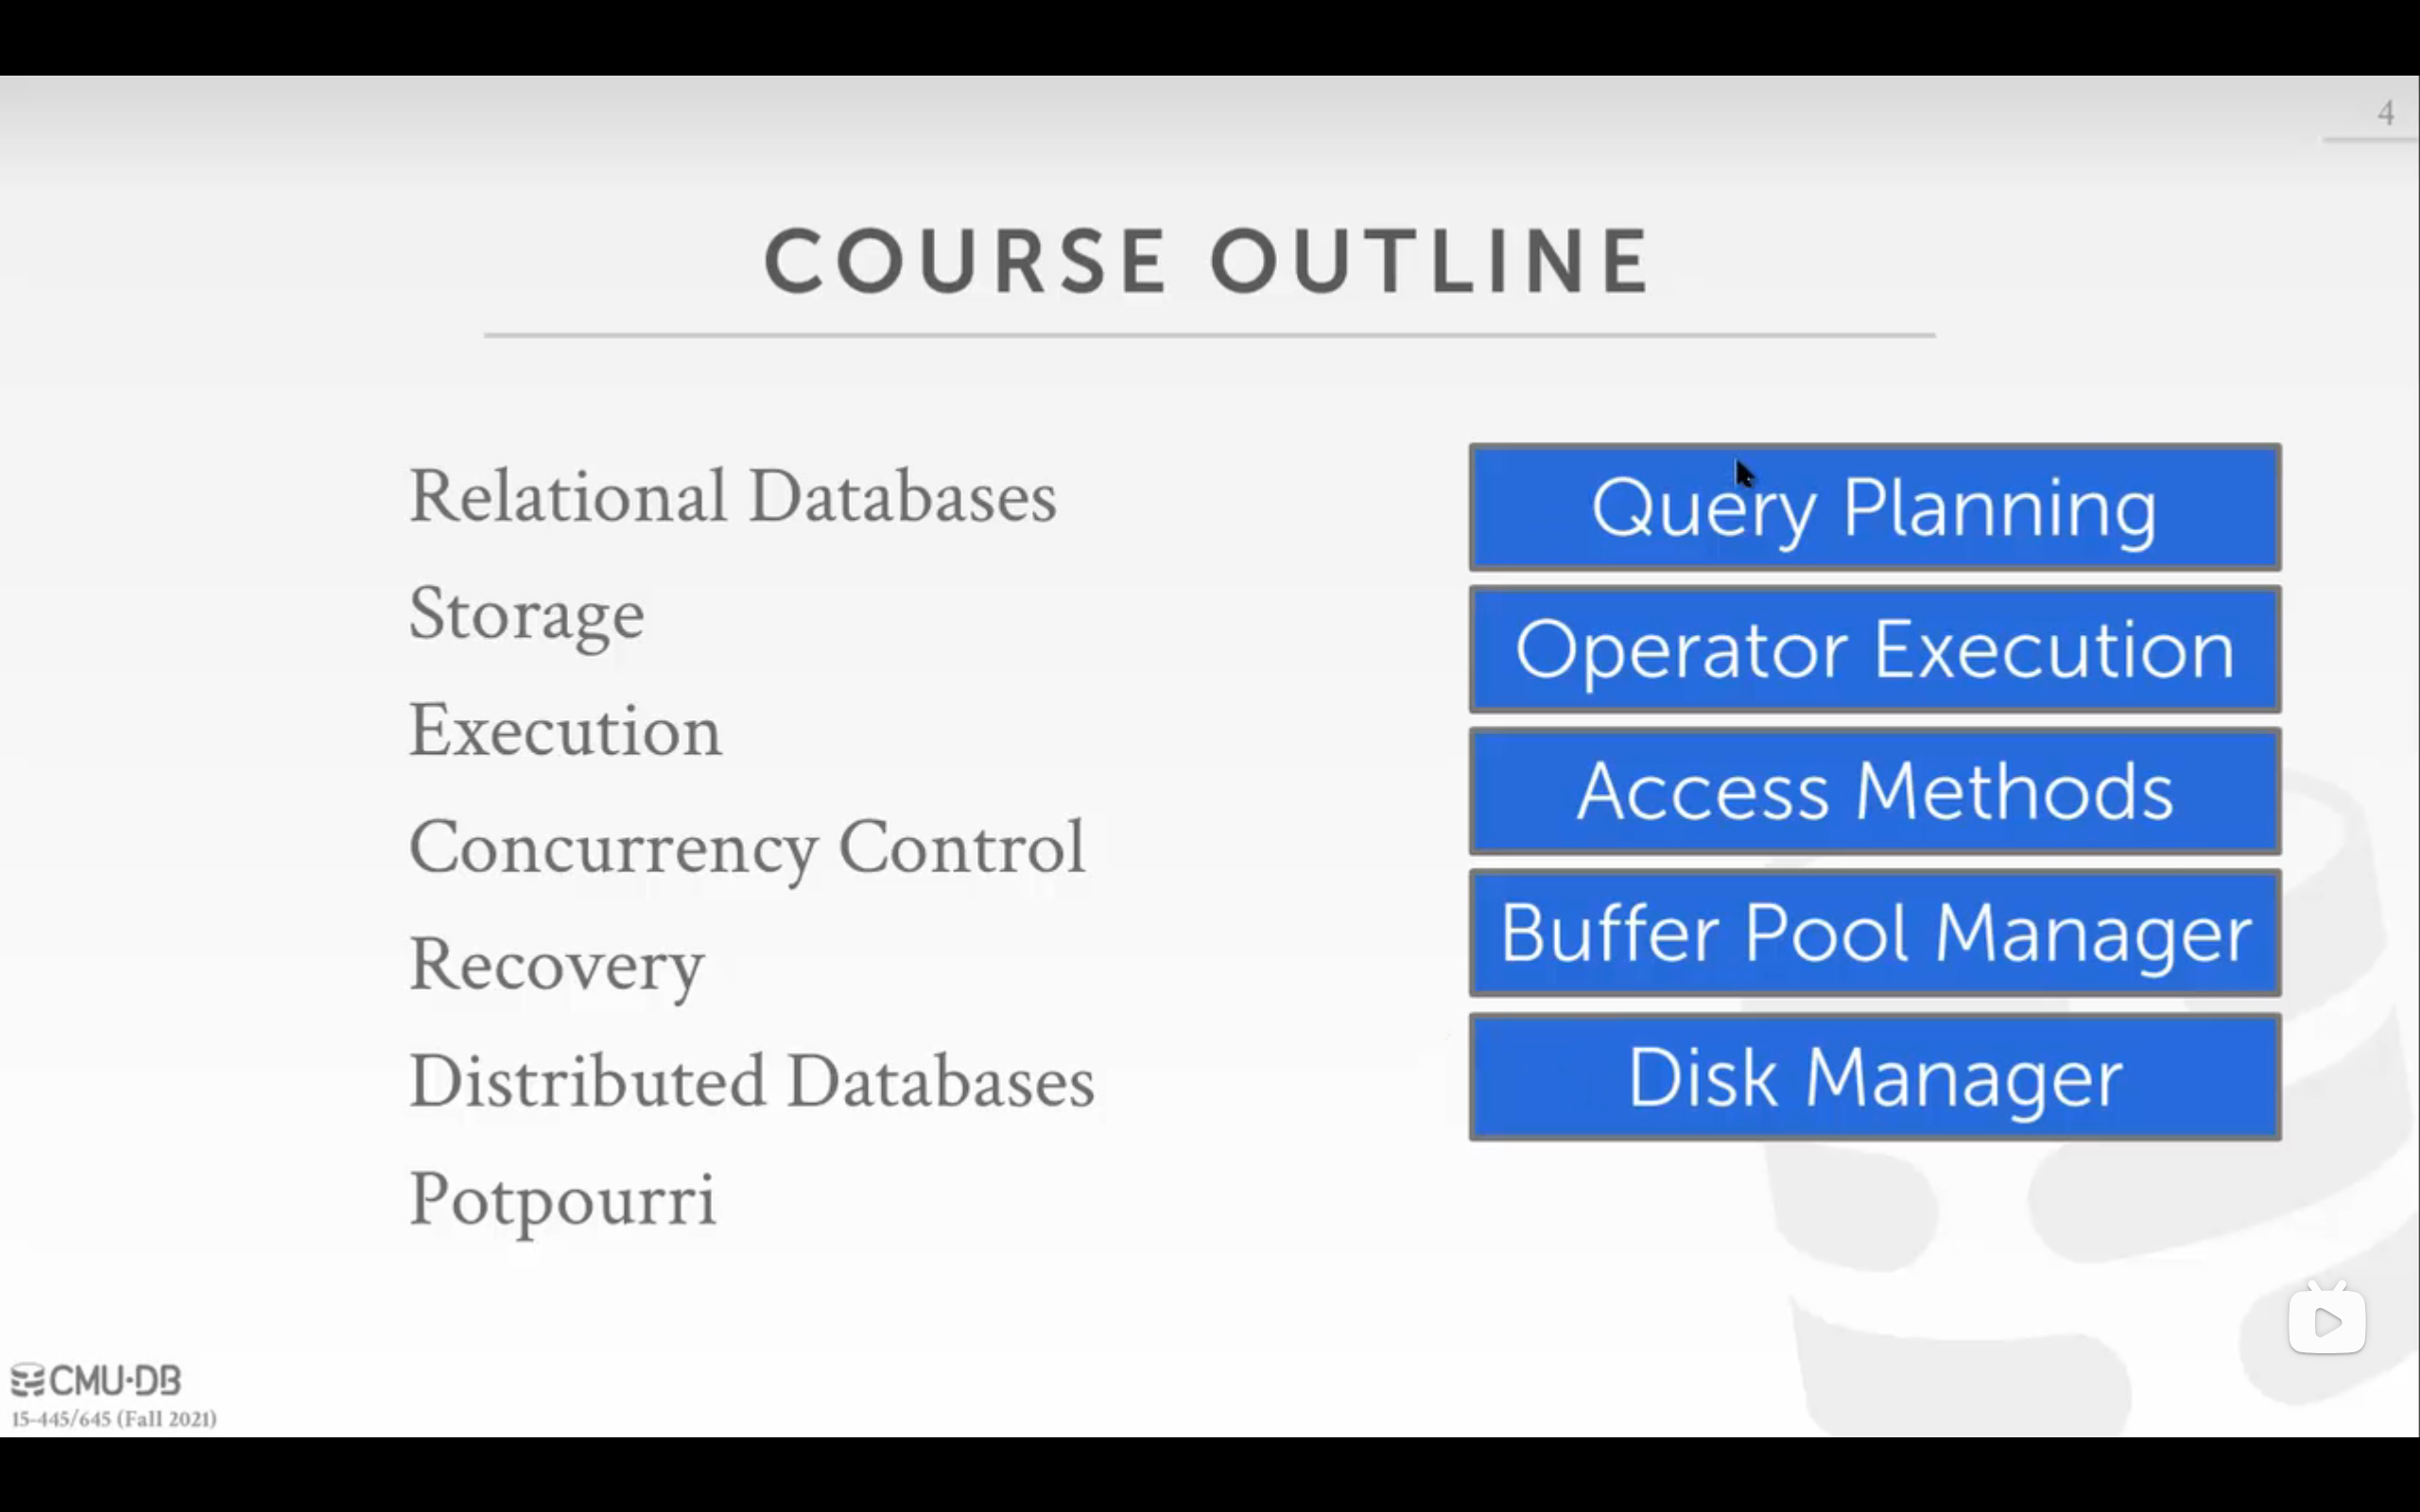 4
COURSE OUTLINE
Relational Databases
Storage
Execution
Concurrency Control
Recovery
Distributed Databases
Potpourri
Query Planning
Operator Execution
Access Methods
Buffer Pool Manager
Disk Manager
CMU·DB
15-445/645 (Fall 2021)